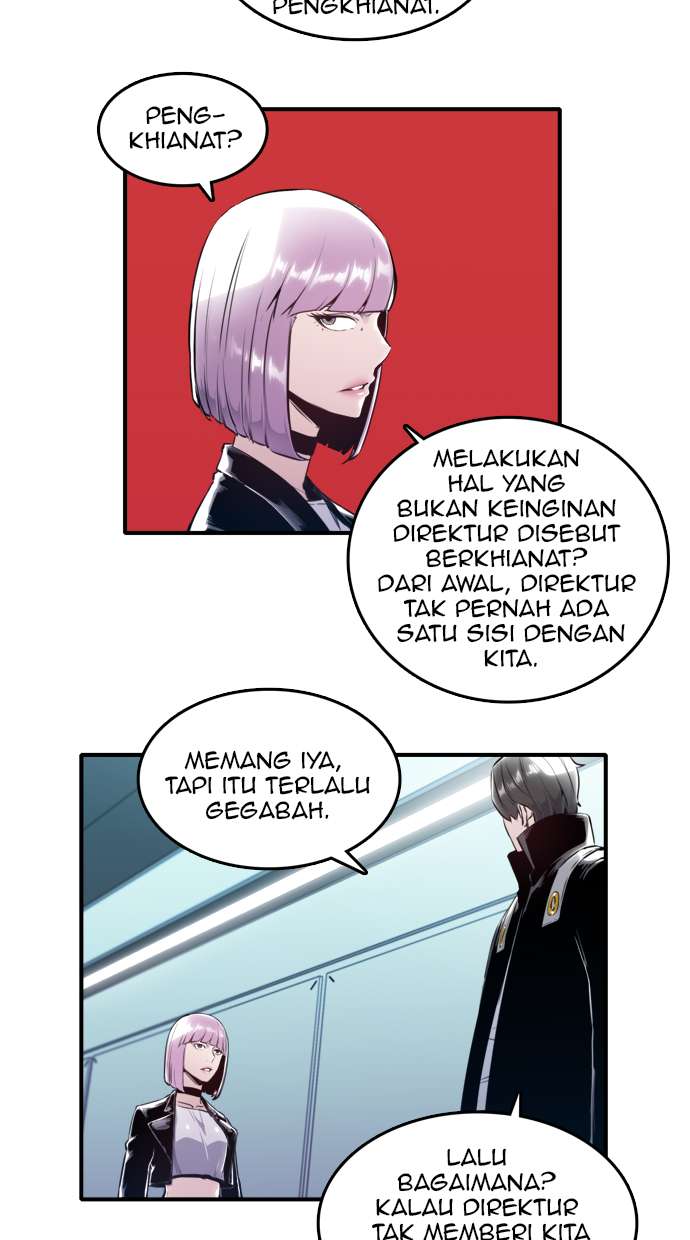 PENGKHIANAT.
PENG-
KHIANAT?
MELAKUKAN
HAL YANG
BUKAN KEINGINAN
DIREKTUR DISEBUT
BERKHIANAT?
DARI AWAL, DIREKTUR
TAK PERNAH ADA
SATU SISI DENGAN
KITA.
MEMANG IYA,
TAPI ITU TERLALU
GEGABAH.
LALU
BAGAIMANA?
KALAU DIREKTUR
TAK MEMBERI KITA